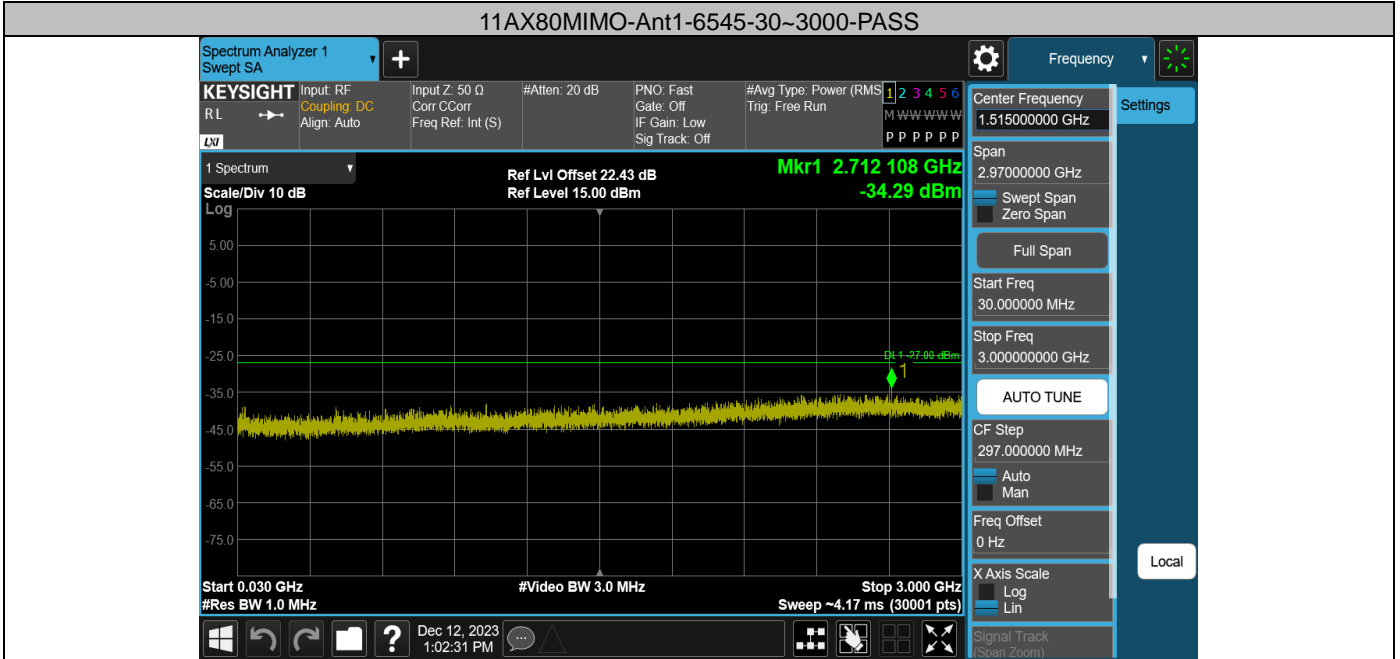 11AX80MIMO-Ant1-6545-30~3000-PASS
Spectrum Analyzer 1
Swept SA
+
Frequency
KEYSIGHT
RL
LXI
Input: RF
Coupling: DC
Align: Auto
Input Z: 50 Ω
Corr CCorr
Freq Ref: Int (S)
#Atten: 20 dB
PNO: Fast
Gate: Off
IF Gain: Low
Sig Track: Off
#Avg Type: Power (RMS
Trig: Free Run
1 2 3 4 5 6
M W W W W W
P P P P P P
1 Spectrum
Scale/Div 10 dB
Log
Ref Lvl Offset 22.43 dB
Ref Level 15.00 dBm
Mkr1 2.712 108 GHz
-34.29 dBm
5.00
-5.00
-15.0
-25.0
DL1 -27.00 dBm
1
-35.0
-45.0
-55.0
-65.0
-75.0
Start 0.030 GHz
#Res BW 1.0 MHz
#Video BW 3.0 MHz
Stop 3.000 GHz
Sweep ~4.17 ms (30001 pts)
Center Frequency
1.515000000 GHz
Span
2.97000000 GHz
Swept Span
Zero Span
Full Span
Start Freq
30.000000 MHz
Stop Freq
3.000000000 GHz
AUTO TUNE
CF Step
297.000000 MHz
Auto
Man
Freq Offset
0 Hz
X Axis Scale
Log
Lin
Signal Track
(Span Zoom)
Settings
Local
?
Dec 12, 2023
1:02:31 PM